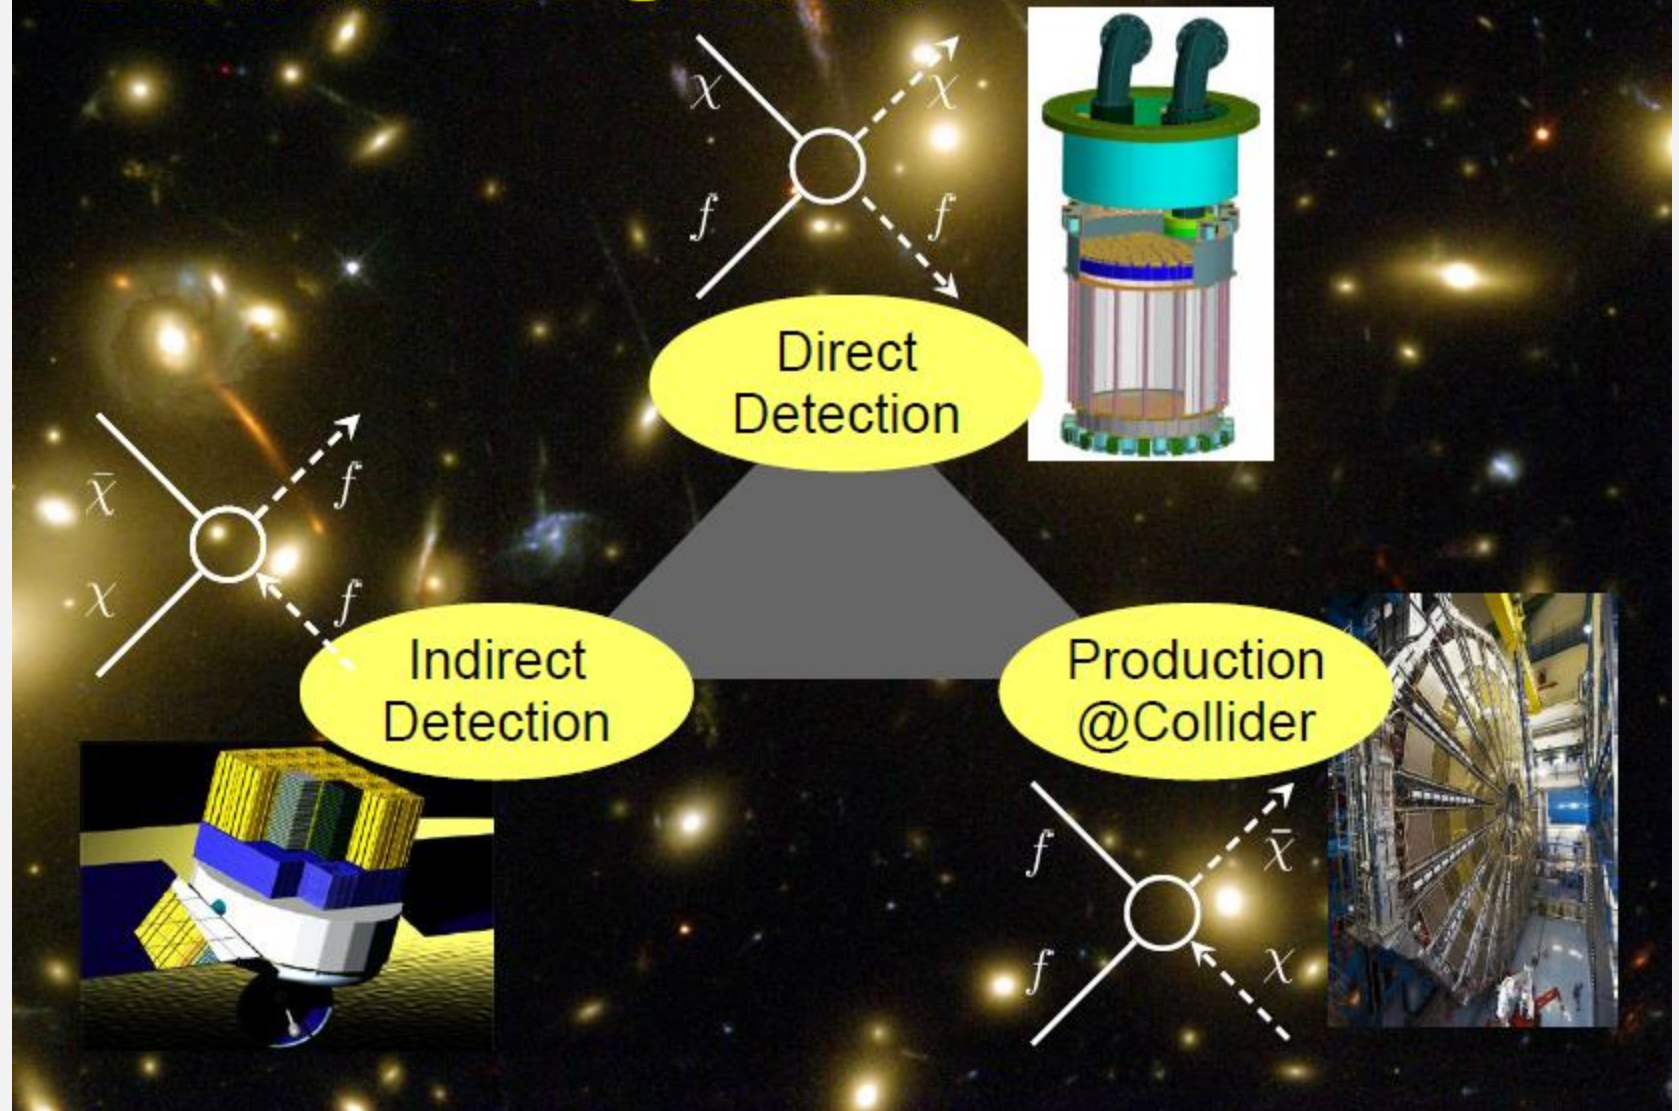 χ χ
f f
Direct
Detection
χ̄ f
χ f
Indirect
Detection
Production
@Collider
f χ̄
f χ